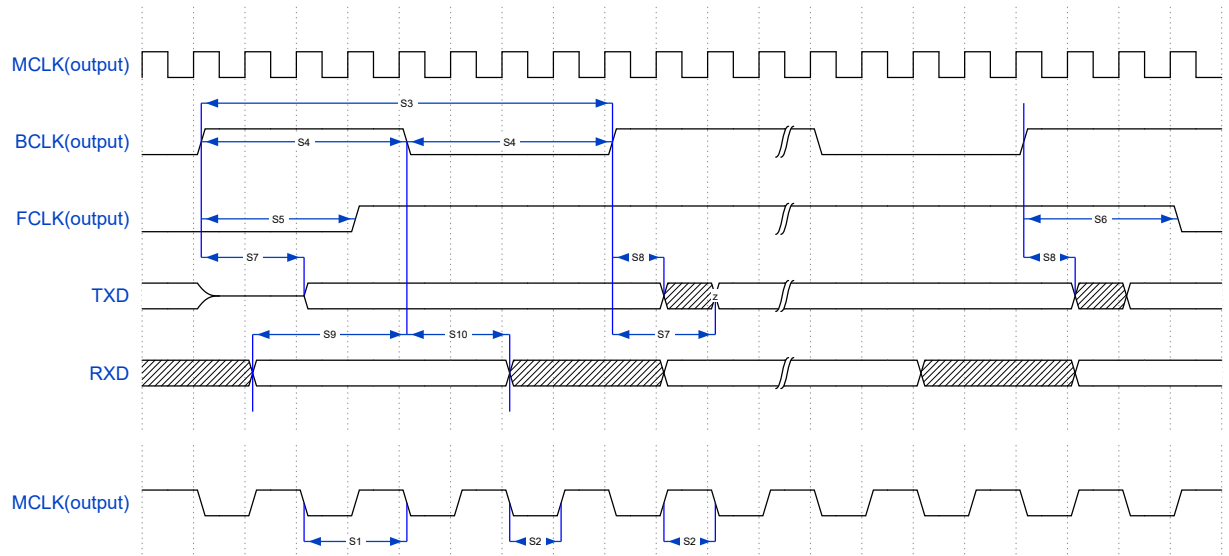 MCLK(output)
S3
BCLK(output)
S4
S4
FCLK(output)
S5
S6
S7
S8
S8
TXD
z
S9
S10
S7
RXD
MCLK(output)
S1
S2
S2